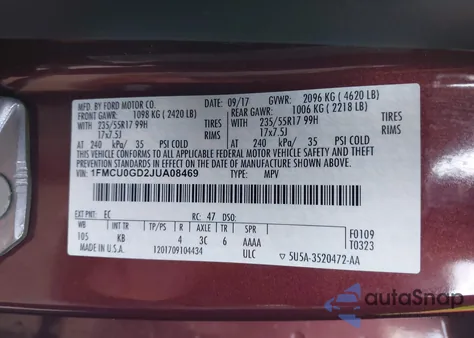 MFD. BY FORD MOTOR CO.
09/17 GVWR: 2096 KG ( 4620 LB)
FRONT GAWR: 1098 KG ( 2420 LB) REAR GAWR: 1006 KG ( 2218 LB)
WITH WITH
235/55R17 99H TIRES 235/55R17 99H TIRES
17x7.5J RIMS 17x7.5J RIMS
AT 240 kPa/ 35 PSI COLD AT 240 kPa/ 35 PSI COLD
THIS VEHICLE CONFORMS TO ALL APPLICABLE FEDERAL MOTOR VEHICLE SAFETY AND THEFT PREVENTION STANDARDS IN EFFECT ON THE DATE OF MANUFACTURE SHOWN ABOVE.
VIN: 1FMCU0GD2JUA08469 TYPE: MPV
EXT PNT: EC RC: 47 DSO:
WB INT TR TP/PS R AXLE TR SPR
105 KB 4 3C 6 AAAA
F0109
T0323
MADE IN U.S.A. 1201709104434 ULC
5U5A-3520472-AA
autoSnap